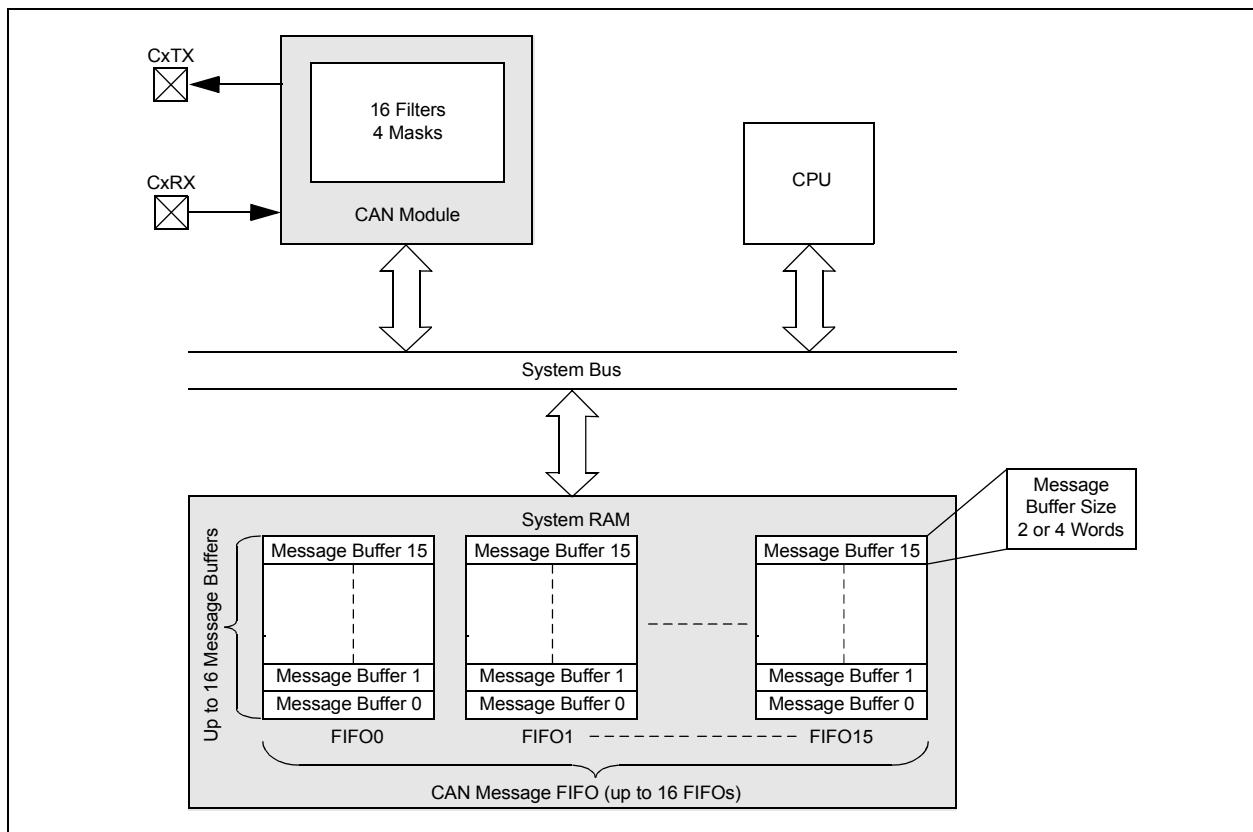 CxTX
16 Filters
4 Masks
CxRX
CAN Module
CPU
System Bus
Message
Buffer Size
2 or 4 Words
System RAM
Up to 16 Message Buffers
Message Buffer 15
Message Buffer 15
Message Buffer 15
Message Buffer 1
Message Buffer 1
Message Buffer 1
Message Buffer 0
Message Buffer 0
Message Buffer 0
FIFO0
FIFO1
FIFO15
CAN Message FIFO (up to 16 FIFOs)